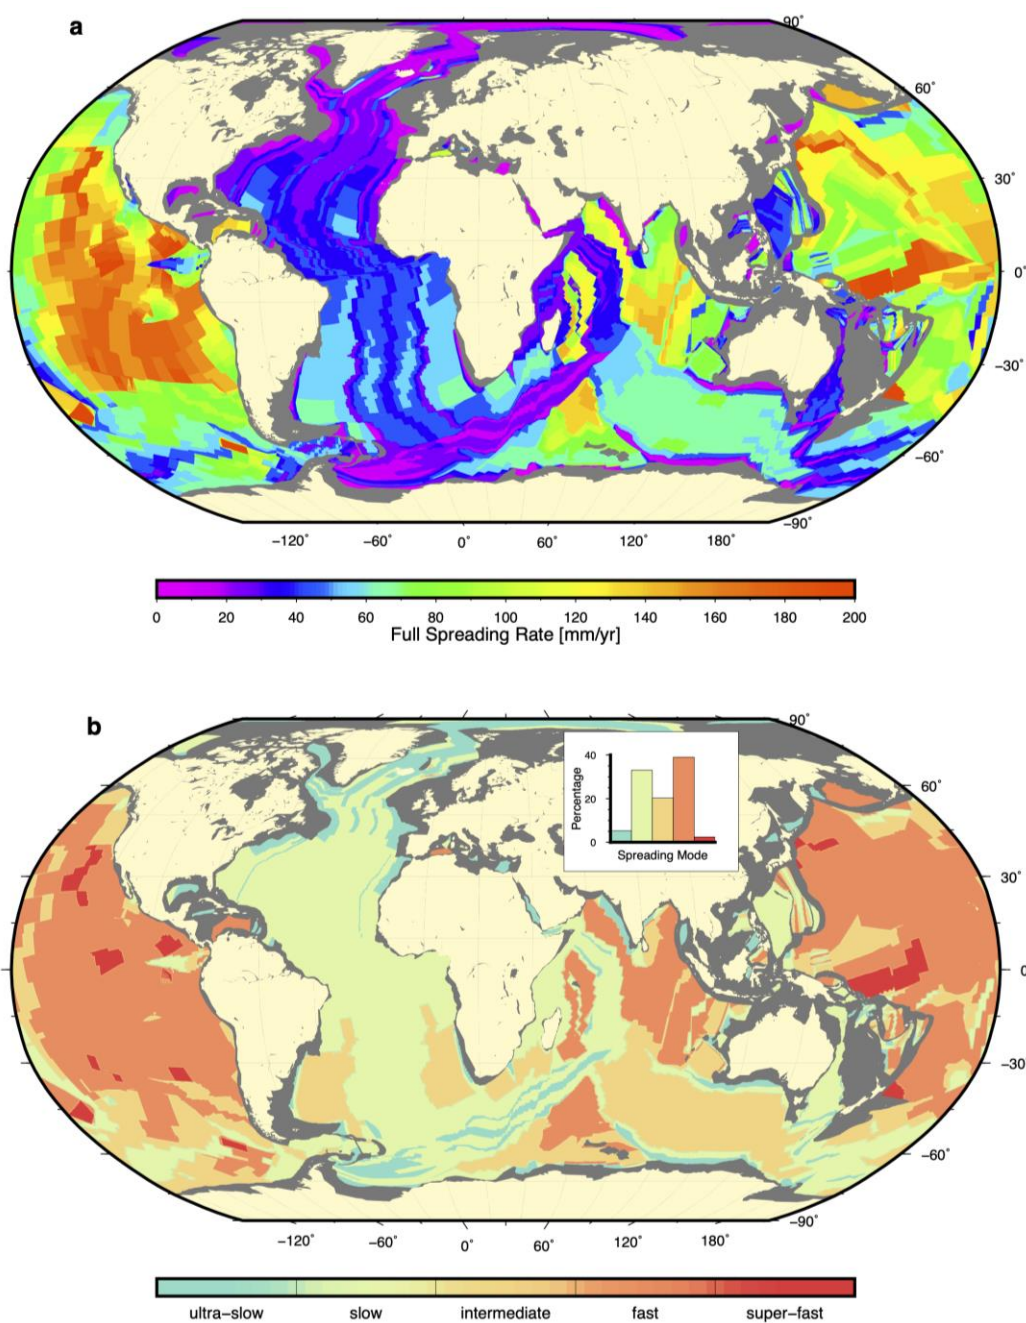 a
90°
60°
30°
0°
−30°
−60°
−90°
−120° −60° 0° 60° 120° 180°
0 20 40 60 80 100 120 140 160 180 200
Full Spreading Rate [mm/yr]
b
90°
40
20
0
Percentage
Spreading Mode
60°
30°
0
−30
−60°
−90°
−120° −60° 0° 60° 120° 180°
ultra−slow slow intermediate fast super−fast